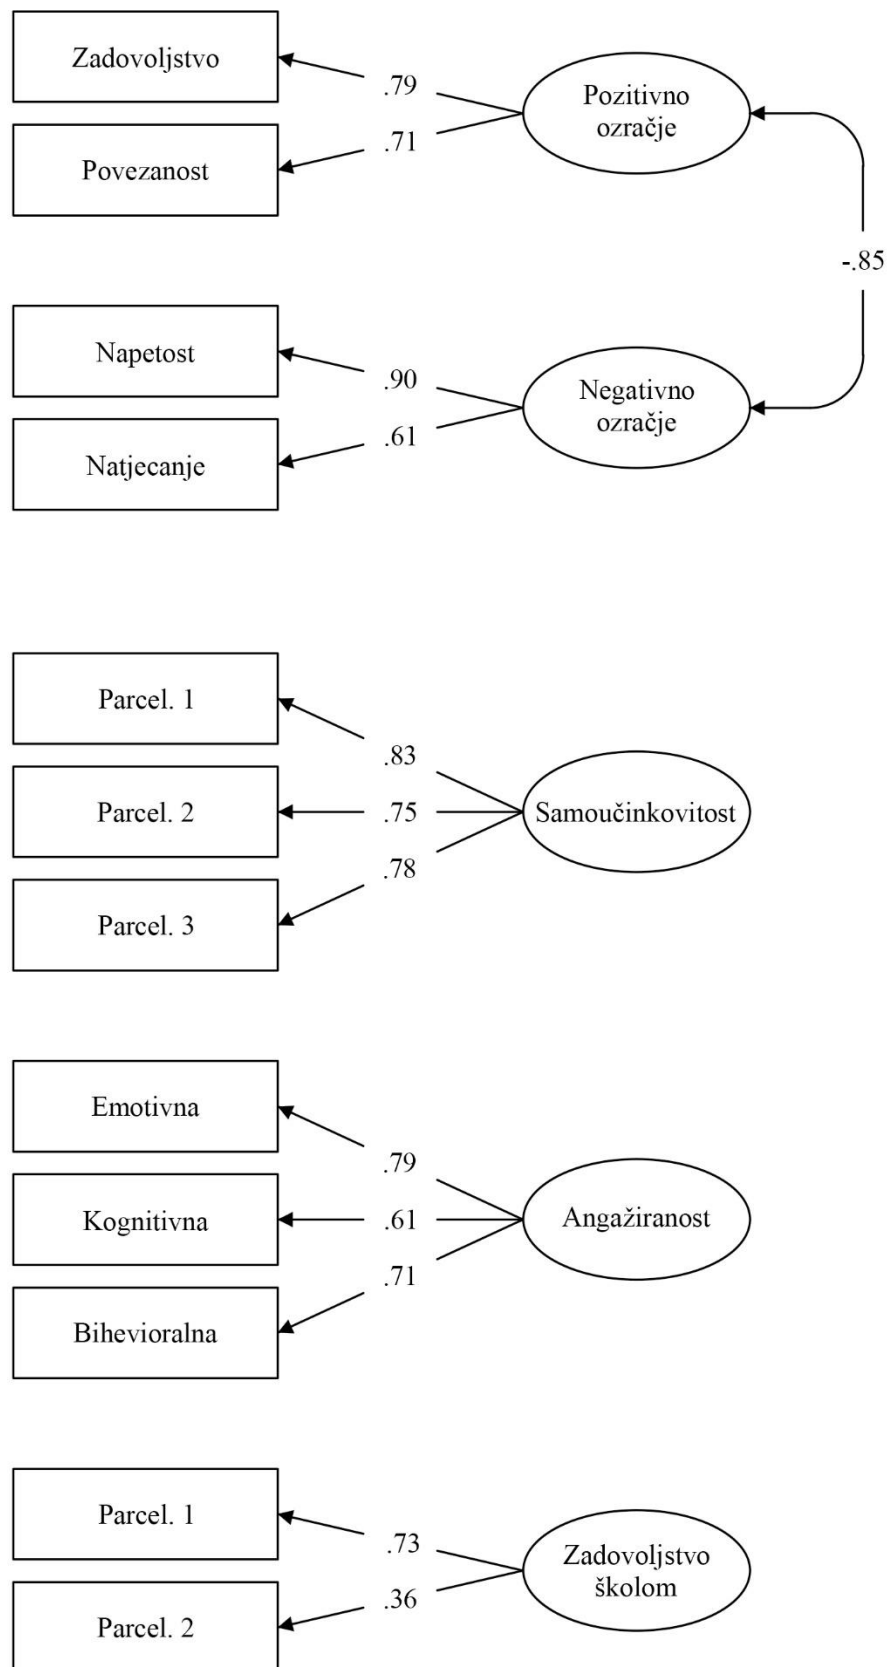 Zadovoljstvo
.79
Pozitivno
ozračje
Povezanost
.71
-.85
Napetost
.90
Negativno
ozračje
Natjecanje
.61
Parcel. 1
.83
Parcel. 2
.75
Samoučinkovitost
Parcel. 3
.78
Emotivna
.79
Kognitivna
.61
Angažiranost
Bihevioralna
.71
Parcel. 1
.73
Zadovoljstvo
školom
Parcel. 2
.36